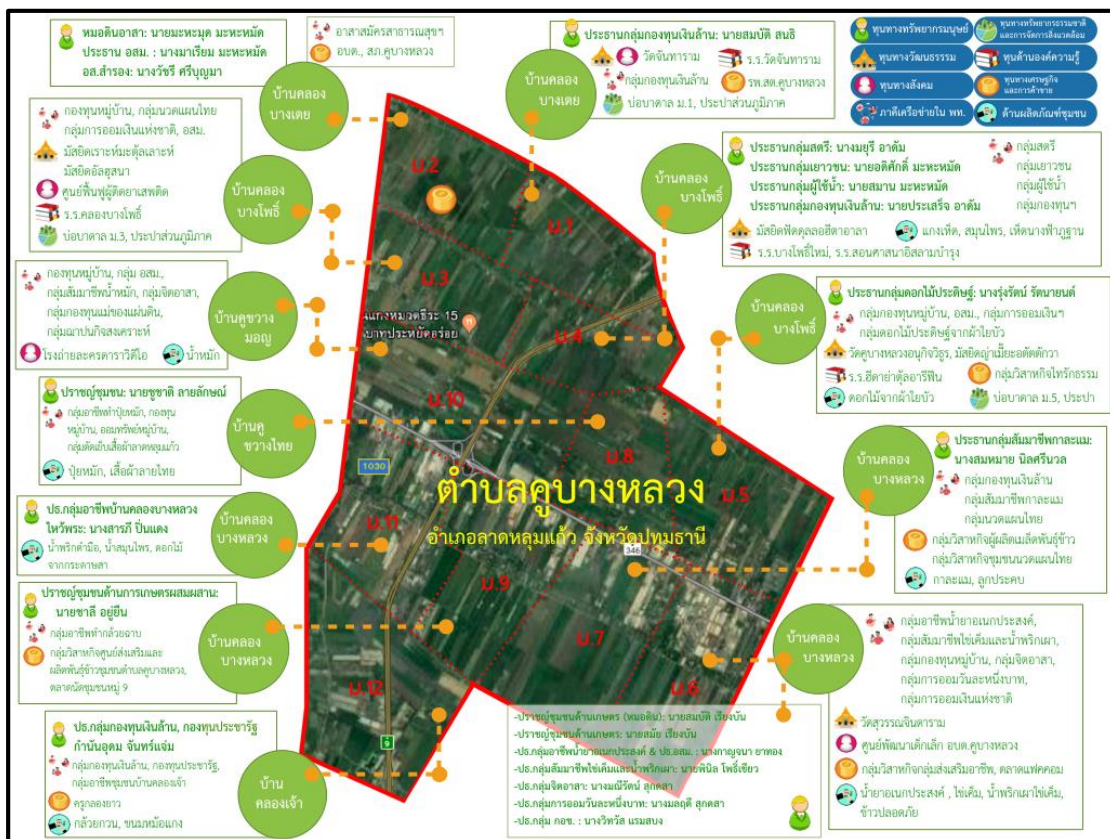 หมอดินอาสา: นายมะหะมุด มะหะหมัด
ประธาน อสม. : นางมาเรียม มะหะหมัด
อส.สำรอง: นางวัชรี ศรีบุญมา
อาสาสมัครสาธารณสุขฯ
อบต., สภ.คูบางหลวง
บ้านคลอง
บางเตย
ประธานกลุ่มกองทุนเงินล้าน: นายสมบัติ สนธิ
วัดจันทาราม
ร.ร.วัดจันทาราม
กลุ่มกองทุนเงินล้าน
รพ.สต.คูบางหลวง
บ่อบาดาล ม.1, ประปาส่วนภูมิภาค
บ้านคลอง
บางเตย
ทุนทางทรัพยากรมนุษย์
ทุนทางทรัพยากรธรรมชาติ
และการจัดการสิ่งแวดล้อม
ทุนทางวัฒนธรรรม
ทุนด้านองค์ความรู้
ทุนทางสังคม
ทุนทางเศรษฐกิจ
และการค้าขาย
ภาคีเครือข่ายใน พท.
ด้านผลิตภัณฑ์ชุมชน
กองทุนหมู่บ้าน, กลุ่มนวดแผนไทย
กลุ่มการออมเงินแห่งชาติ, อสม.
มัสยิดเราะห์มะตุ้ลเลาะห์
มัสยิดอัลฮุสนา
ศูนย์ฟื้นฟูผู้ติดยาเสพติด
ร.ร.คลองบางโพธิ์
บ่อบาดาล ม.3, ประปาส่วนภูมิภาค
บ้านคลอง
บางโพธิ์
ประธานกลุ่มสตรี: นางมยุรี อาดัม
ประธานกลุ่มเยาวชน: นายอดิศักดิ์ มะหะหมัด
ประธานกลุ่มผู้ใช้น้ำ: นายสมาน มะหะหมัด
ประธานกลุ่มกองทุนเงินล้าน: นายประเสร็จ อาดัม
กลุ่มสตรี
กลุ่มเยาวชน
กลุ่มผู้ใช้น้ำ
กลุ่มกองทุนฯ
มัสยิดฟัดดุลลอฮีตาอาลา
แกงเห็ด, สมุนไพร, เห็ดนางฟ้าภูฐาน
ร.ร.บางโพธิ์ใหม่, ร.ร.สอนศาสนาอิสลามบำรุง
บ้านคลอง
บางโพธิ์
กองทุนหมู่บ้าน, กลุ่ม อสม.,
กลุ่มสัมมาชีพน้ำหมัก, กลุ่มจิตอาสา,
กลุ่มกองทุนแม่ของแผ่นดิน,
กลุ่มฌาปนกิจสงเคราะห์
โรงถ่ายละครดาราวิดีโอ
น้ำหมัก
บ้านคูขวาง
มอญ
ประธานกลุ่มดอกไม้ประดิษฐ์: นางรุ่งรัตน์ รัตนายนต์
กลุ่มกองทุนหมู่บ้าน, อสม., กลุ่มการออมเงินฯ
กลุ่มดอกไม้ประดิษฐ์จากผ้าใยบัว
วัดคูบางหลวงอนุกิจวิธูร, มัสยิดญ่าเมี๊ยะอตัตตักวา
ร.ร.ฮีดาย่าตุ้ลอารีฟีน
กลุ่มวิสาหกิจไทรักธรรม
ดอกไม้จากผ้าใยบัว
บ่อบาดาล ม.5, ประปา
บ้านคลอง
บางโพธิ์
ปราชญ์ชุมชน: นายชูชาติ ลายลักษณ์
กลุ่มอาชีพทำปุ๋ยหมัก, กองทุน
หมู่บ้าน, ออมทรัพย์หมู่บ้าน,
กลุ่มตัดเย็บเสื้อผ้าลาดหลุมแก้ว
ปุ๋ยหมัก, เสื้อผ้าลายไทย
บ้านคู
ขวางไทย
ประธานกลุ่มสัมมาชีพกาละแม:
นางสมหมาย นิลศรีนวล
กลุ่มกองทุนเงินล้าน
กลุ่มสัมมาชีพกาละแม
กลุ่มนวดแผนไทย
กลุ่มวิสาหกิจผู้ผลิตเมล็ดพันธุ์ข้าว
กลุ่มวิสาหกิจชุมชนนวดแผนไทย
กาละแม, ลูกประคบ
บ้านคลอง
บางหลวง
ปธ.กลุ่มอาชีพบ้านคลองบางหลวง
ไหว้พระ: นางสารภี ปิ่นแดง
น้ำพริกตำมือ, น้ำสมุนไพร, ดอกไม้
จากกระดาษสา
บ้านคลอง
บางหลวง
ปราชญ์ชุมชนด้านการเกษตรผสมผสาน:
นายชาลี อยู่ยืน
กลุ่มอาชีพทำกล้วยฉาบ
กลุ่มวิสาหกิจศูนย์ส่งเสริมและ
ผลิตพันธุ์ข้าวชุมชนตำบลคูบางหลวง,
ตลาดนัดชุมชนหมู่ 9
บ้านคลอง
บางหลวง
กลุ่มอาชีพน้ำยาอเนกประสงค์,
กลุ่มสัมมาชีพไข่เค็มและน้ำพริกเผา,
กลุ่มกองทุนหมู่บ้าน, กลุ่มจิตอาสา,
กลุ่มการออมวันละหนึ่งบาท,
กลุ่มการออมเงินแห่งชาติ
วัดสุวรรณจินดาราม
ศูนย์พัฒนาเด็กเล็ก อบต.คูบางหลวง
กลุ่มวิสาหกิจกลุ่มส่งเสริมอาชีพ, ตลาดแฟคคอม
น้ำยาอเนกประสงค์ , ไข่เค็ม, น้ำพริกเผาไข่เค็ม,
ข้าวปลอดภัย
บ้านคลอง
บางหลวง
ปธ.กลุ่มกองทุนเงินล้าน, กองทุนประชารัฐ
กำนันอุดม จันทร์แจ่ม
กลุ่มกองทุนเงินล้าน, กองทุนประชารัฐ,
กลุ่มอาชีพชุมชนบ้านคลองเจ้า
ครูกลองยาว
กล้วยกวน, ขนมหม้อแกง
บ้าน
คลองเจ้า
-ปราชญ์ชุมชนด้านเกษตร (หมอดิน): นายสมบัติ เรียงบัน
-ปราชญ์ชุมชนด้านเกษตร: นายสมัย เรียงบัน
-ปธ.กลุ่มอาชีพน้ำยาอเนกประสงค์ & ปธ.อสม. : นางกาญจนา ยาทอง
-ปธ.กลุ่มสัมมาชีพไข่เค็มและน้ำพริกเผา: นายพินิล โพธิ์เขียว
-ปธ.กลุ่มจิตอาสา: นางมณีรัตน์ สุกดสา
-ปธ.กลุ่มการออมวันละหนึ่งบาท: นางมลฤดี สุกดสา
-ปธ.กลุ่ม กอช. : นางวิทวัส แรมสบง
ม.2
ม.1
ม.3
นแกงหมวดธีระ 15
บาทประหยัดอร่อย
ม.4
ม.10
ม.8
1030
ม.5
ตำบลคูบางหลวง
อำเภอลาดหลุมแก้ว จังหวัดปทุมธานี
ม.11
346
ม.9
ม.7
ม.6
ม.12
9